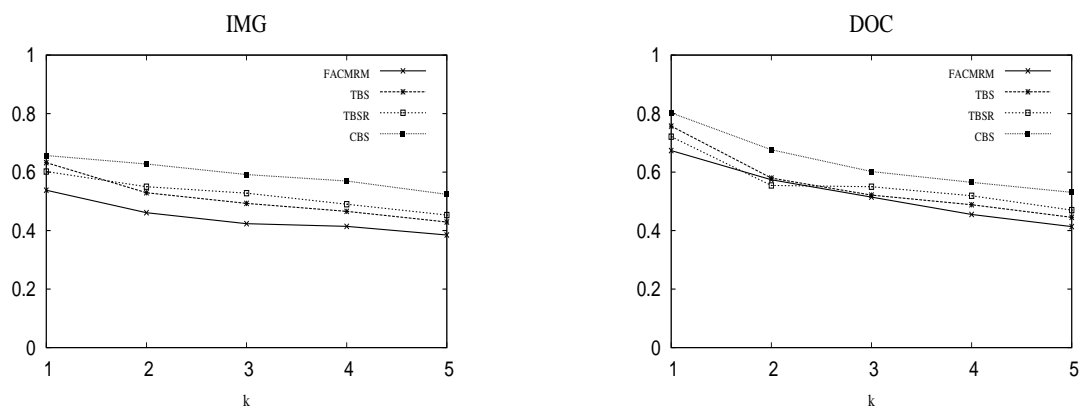 IMG
1
FACMRM
TBS
0.8
TBSR
CBS
0.6
0.4
0.2
0
1 2 3 4 5
k
DOC
1
FACMRM
TBS
0.8
TBSR
CBS
0.6
0.4
0.2
0
1 2 3 4 5
k